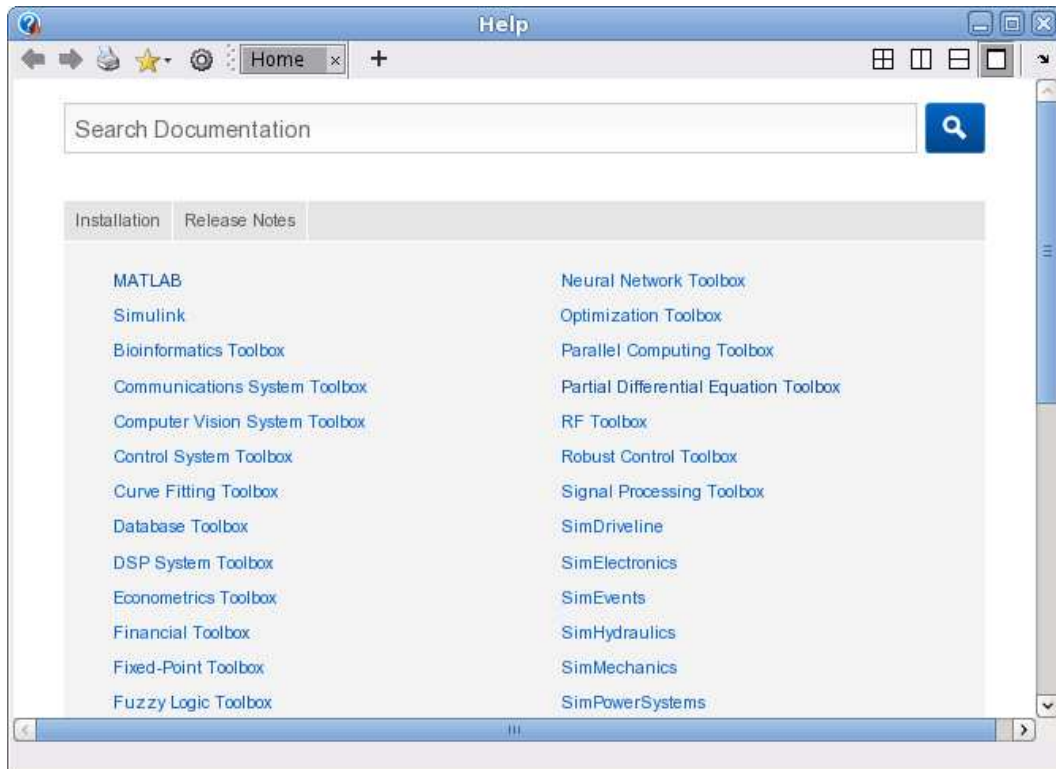 Help
Home
Search Documentation
Installation Release Notes
MATLAB
Simulink
Bioinformatics Toolbox
Communications System Toolbox
Computer Vision System Toolbox
Control System Toolbox
Curve Fitting Toolbox
Database Toolbox
DSP System Toolbox
Econometrics Toolbox
Financial Toolbox
Fixed-Point Toolbox
Fuzzy Logic Toolbox
Neural Network Toolbox
Optimization Toolbox
Parallel Computing Toolbox
Partial Differential Equation Toolbox
RF Toolbox
Robust Control Toolbox
Signal Processing Toolbox
SimDriveline
SimElectronics
SimEvents
SimHydraulics
SimMechanics
SimPowerSystems